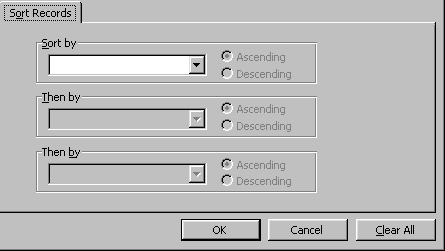 Sort Records
Sort by
Ascending
Descending
Then by
Ascending
Descending
Then by
Ascending
Descending
OK Cancel Clear All